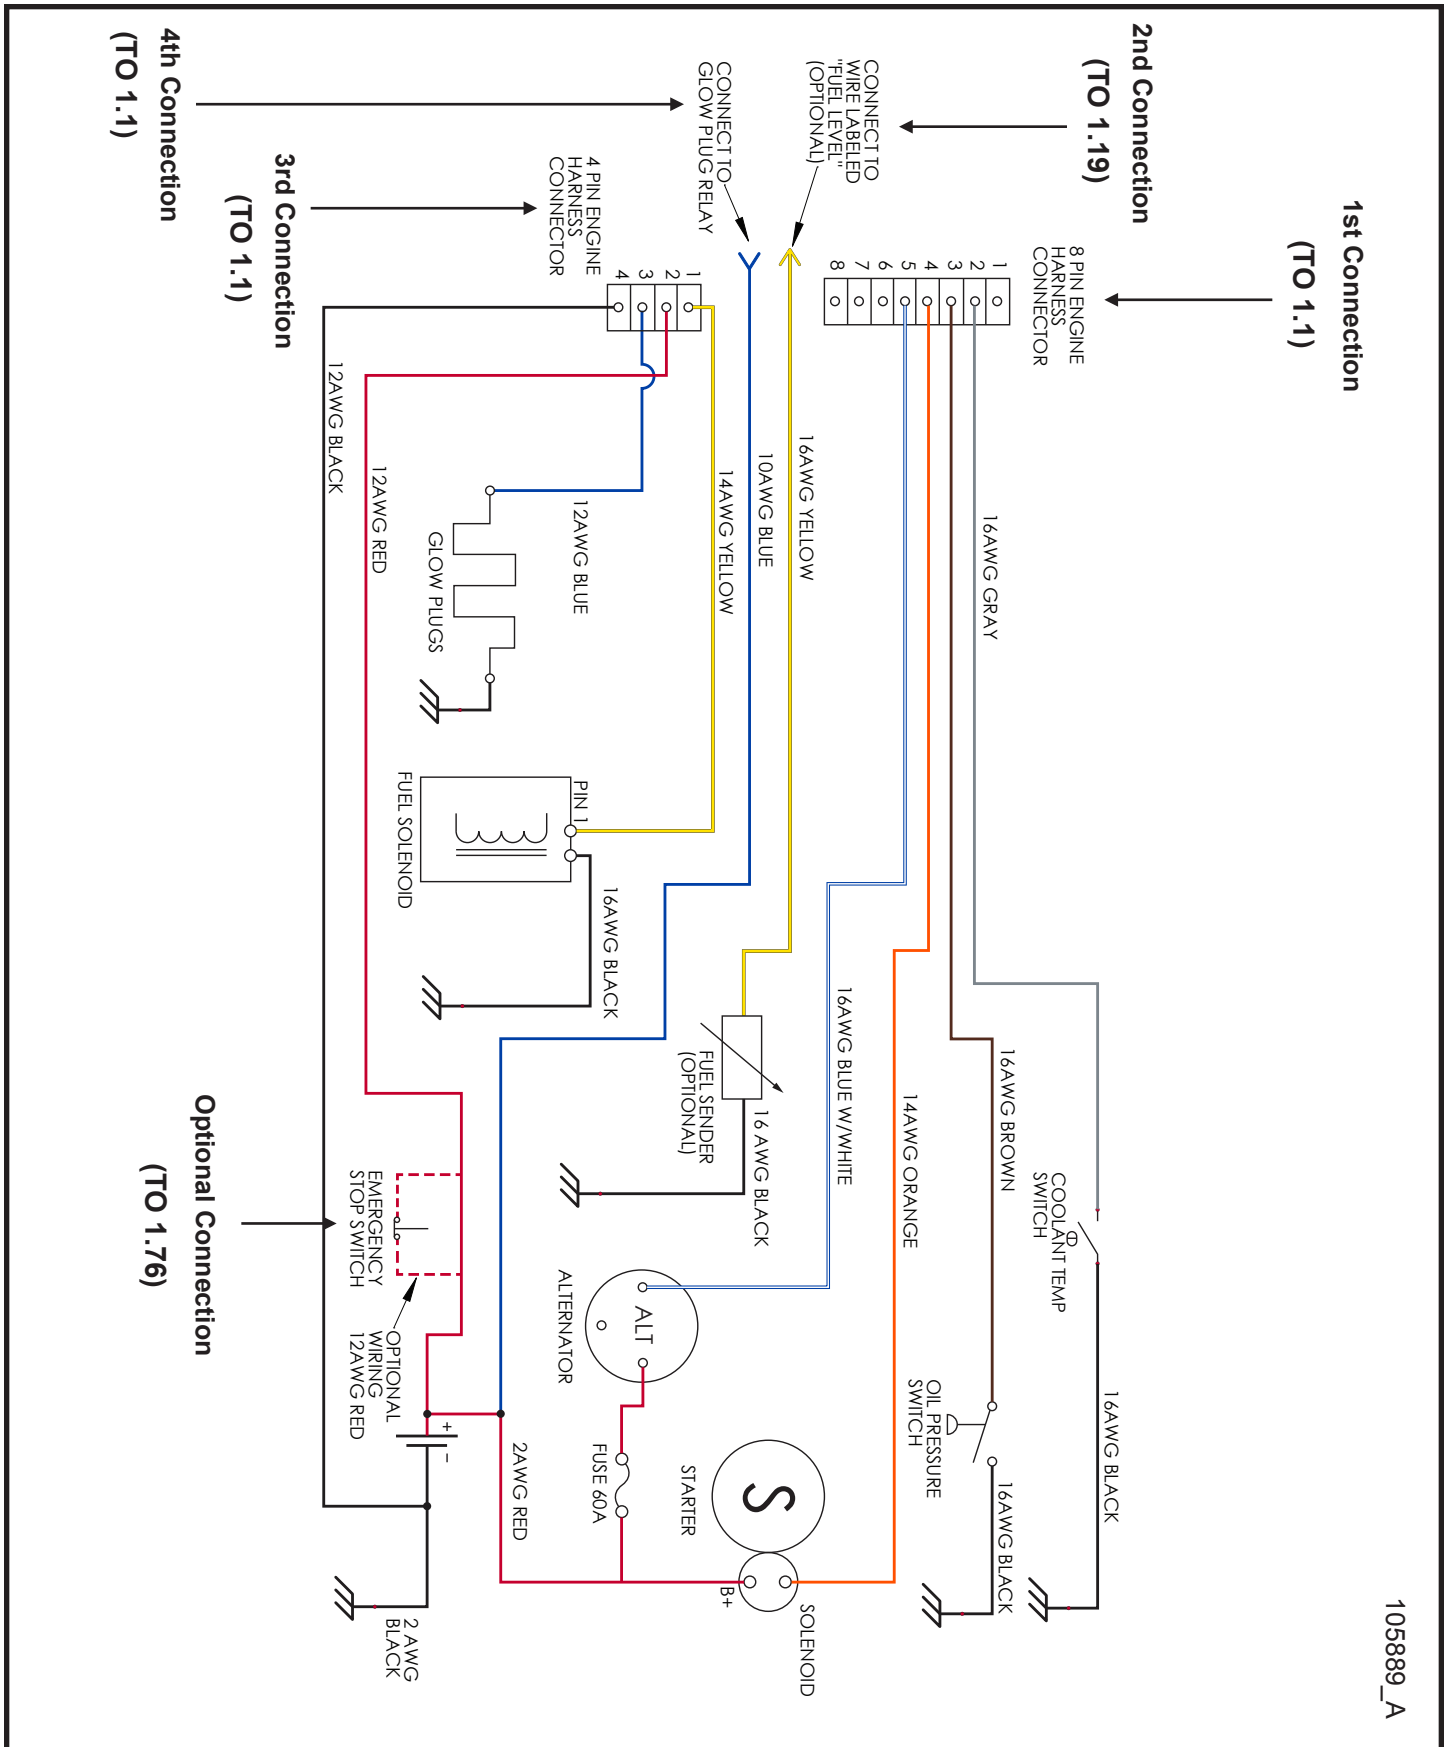 105889_A
1st Connection
(TO 1.1)
8 PIN ENGINE
HARNESS
CONNECTOR
1
2
3
4
5
6
7
8
2nd Connection
(TO 1.19)
CONNECT TO
WIRE LABELED
"FUEL LEVEL"
(OPTIONAL)
4th Connection
(TO 1.1)
CONNECT TO
GLOW PLUG RELAY
3rd Connection
(TO 1.1)
4 PIN ENGINE
HARNESS
CONNECTOR
1
2
3
4
16AWG GRAY
16AWG YELLOW
10AWG BLUE
14AWG YELLOW
12AWG BLUE
12AWG RED
12AWG BLACK
GLOW PLUGS
PIN 1
FUEL SOLENOID
16AWG BLACK
16AWG BLUE W/WHITE
14AWG ORANGE
16AWG BROWN
FUEL SENDER
(OPTIONAL)
16 AWG BLACK
COOLANT TEMP
SWITCH
16AWG BLACK
OIL PRESSURE
SWITCH
16AWG BLACK
ALT
ALTERNATOR
FUSE 60A
S
STARTER
B+
SOLENOID
2AWG RED
Optional Connection
(TO 1.76)
EMERGENCY
STOP SWITCH
OPTIONAL
WIRING
12AWG RED
+
-
2 AWG
BLACK